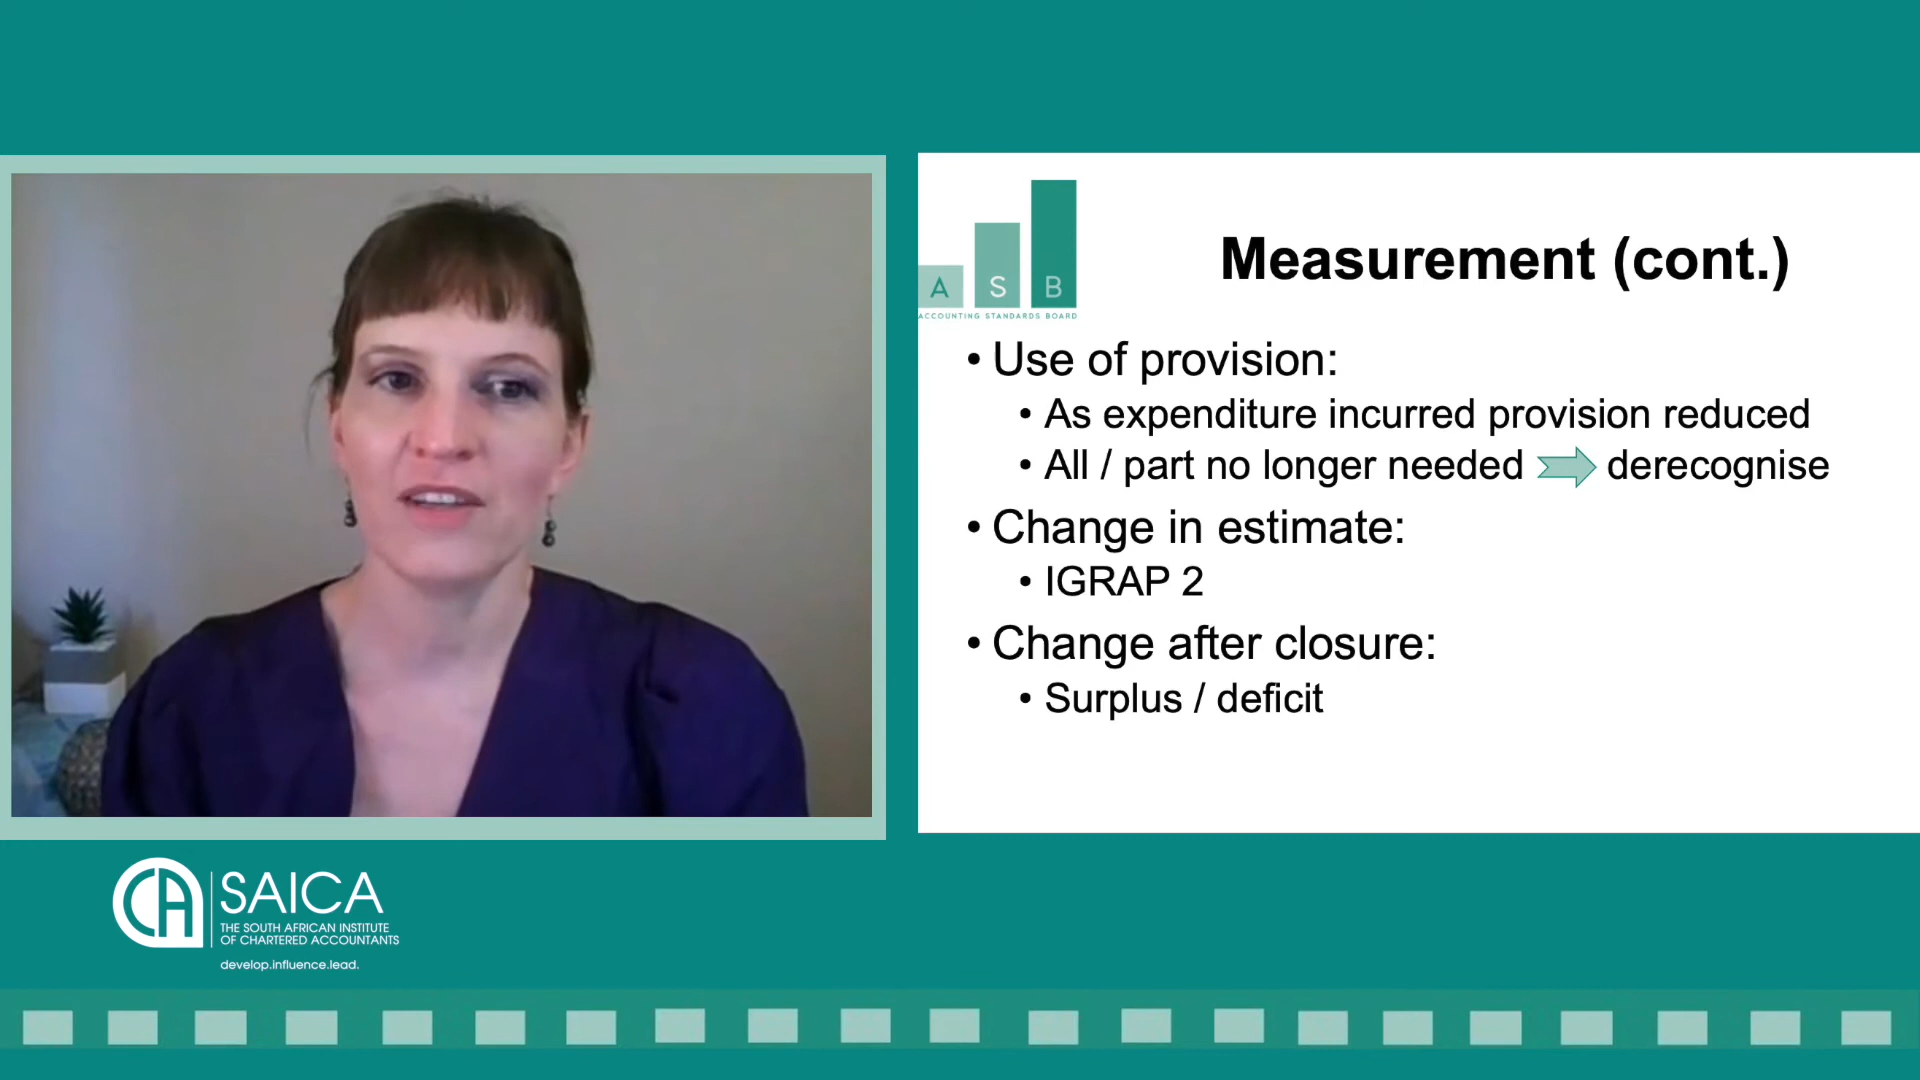 A S B
ACCOUNTING STANDARDS BOARD
Measurement (cont.)
• Use of provision:
• As expenditure incurred provision reduced
• All / part no longer needed derecognise
• Change in estimate:
• IGRAP 2
• Change after closure:
• Surplus / deficit
CA
SAICA
THE SOUTH AFRICAN INSTITUTE
OF CHARTERED ACCOUNTANTS
develop.influence.lead.